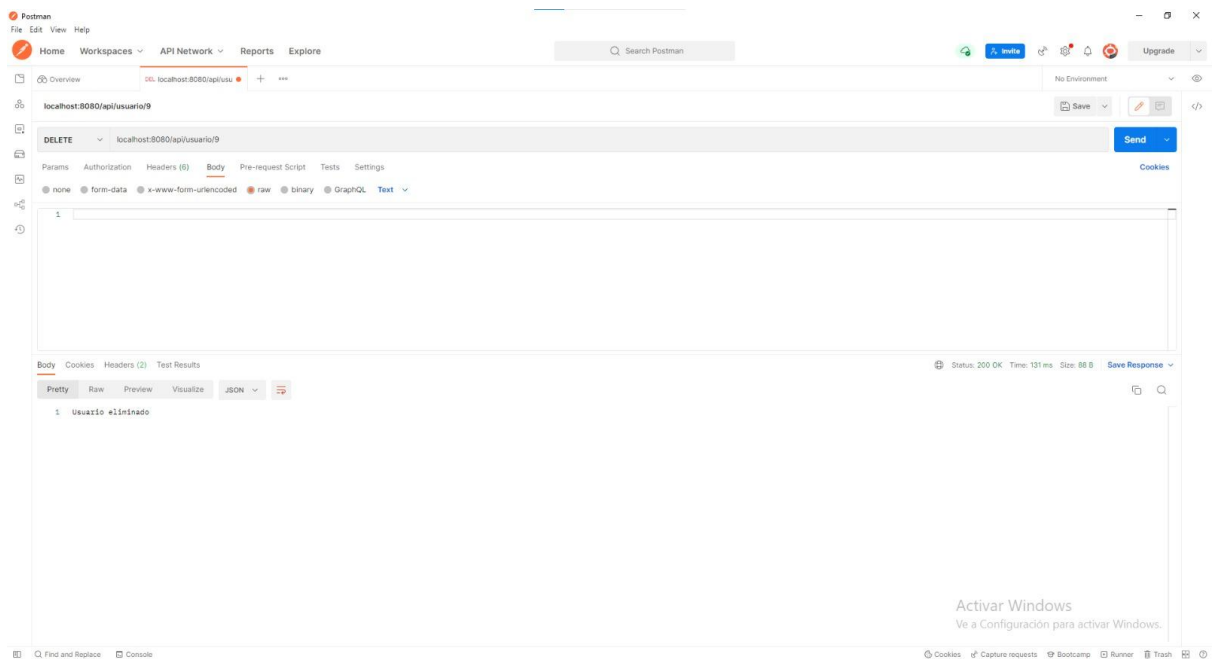 Postman
File Edit View Help
Home Workspaces API Network Reports Explore Search Postman Invite Upgrade
Overview DEL localhost:8080/api/usu No Environment
localhost:8080/api/usuario/9 Save
DELETE localhost:8080/api/usuario/9 Send
Params Authorization Headers (6) Body Pre-request Script Tests Settings Cookies
none form-data x-www-form-urlencoded raw binary GraphQL Text
1
Body Cookies Headers (2) Test Results Status: 200 OK Time: 131 ms Size: 88 B Save Response
Pretty Raw Preview Visualize JSON
1 Usuario eliminado
Activar Windows
Ve a Configuración para activar Windows.
Find and Replace Console Cookies Capture requests Bootcamp Runner Trash